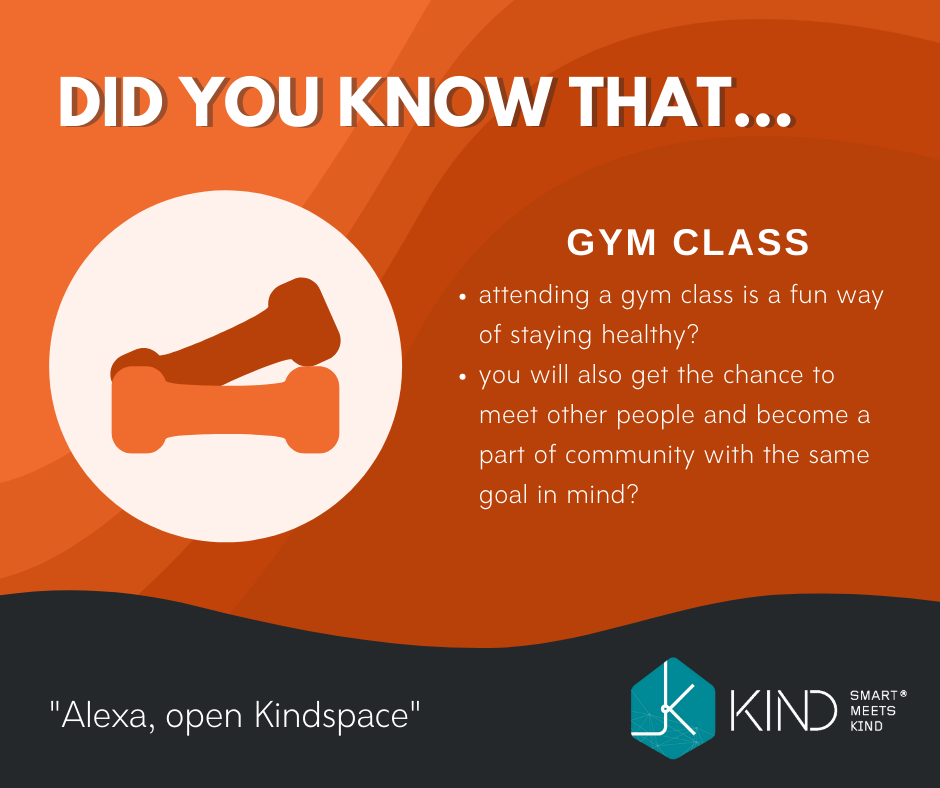 DID YOU KNOW THAT...
GYM CLASS
• attending a gym class is a fun way
of staying healthy?
• you will also get the chance to
meet other people and become a
part of community with the same
goal in mind?
"Alexa, open Kindspace"
KIND
SMART®
MEETS
KIND